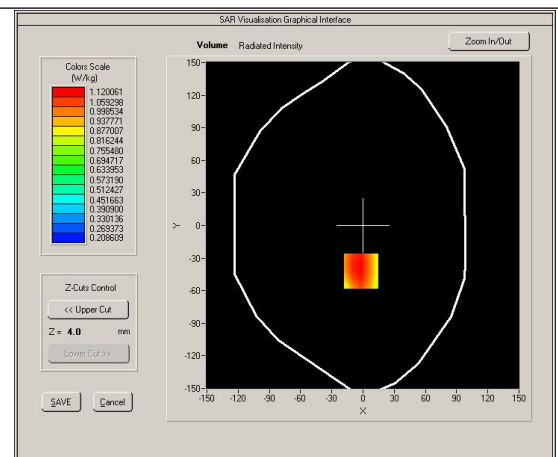 SAR Visualisation Graphical Interface
Volume Radiated Intensity
Zoom In/Out
Colors Scale
(W/kg)
1.120061
1.059298
0.998534
0.937771
0.877007
0.816244
0.755480
0.694717
0.633953
0.573190
0.512427
0.451663
0.390900
0.330136
0.269373
0.208609
Z-Cuts Control
<< Upper Cut
Z = 4.0 mm
Lower Cut >>
SAVE Cancel
150
120
90
60
30
0
-30
-60
-90
-120
-150
Y
-150 -120 -90 -60 -30 0 30 60 90 120 150
X